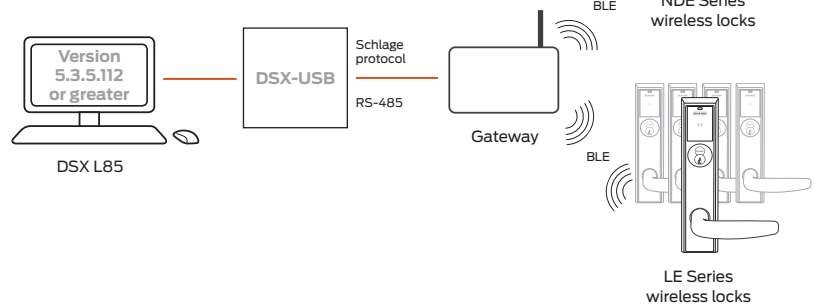 BLE
NDE Series
wireless locks
Version
5.3.5.112
or greater
DSX-USB
Schlage
protocol
RS-485
Gateway
BLE
DSX L85
LE Series
wireless locks